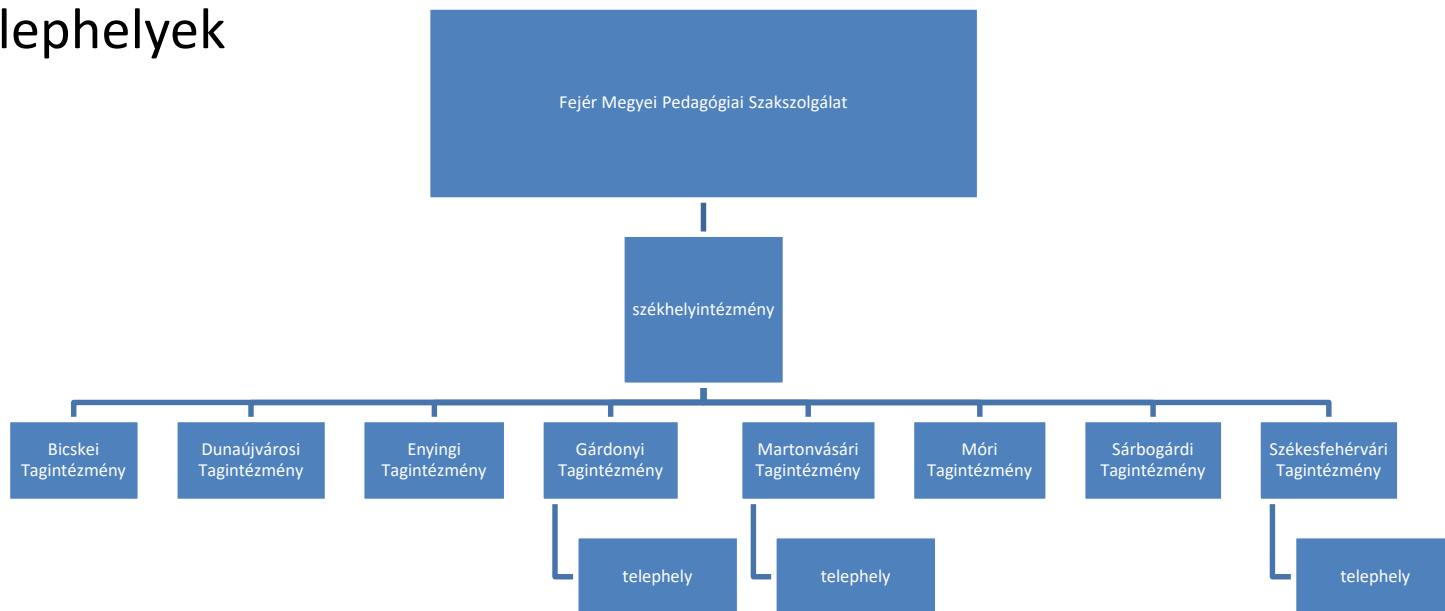 lephelyek
Fejér Megyei Pedagógiai Szakszolgálat
székhelyintézmény
Bicskei
Tagintézmény
Dunaújvárosi
Tagintézmény
Enyingi
Tagintézmény
Gárdonyi
Tagintézmény
Martonvásári
Tagintézmény
Móri
Tagintézmény
Sárbogárdi
Tagintézmény
Székesfehérvári
Tagintézmény
telephely
telephely
telephely